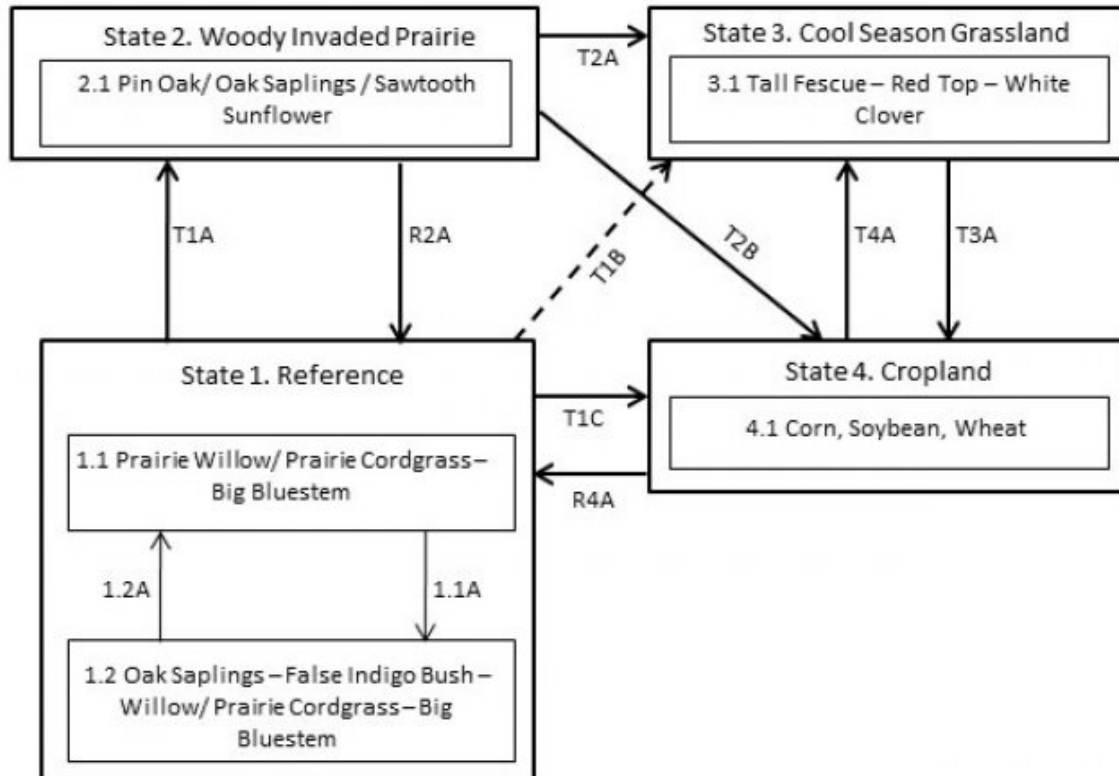 State 2. Woody Invaded Prairie
2.1 Pin Oak/ Oak Saplings / Sawtooth
Sunflower
T2A
State 3. Cool Season Grassland
3.1 Tall Fescue – Red Top – White
Clover
T1A
R2A
T1B
T2B
T4A
T3A
State 1. Reference
1.1 Prairie Willow/ Prairie Cordgrass–
Big Bluestem
1.2A
1.1A
1.2 Oak Saplings – False Indigo Bush –
Willow/ Prairie Cordgrass– Big
Bluestem
T1C
R4A
State 4. Cropland
4.1 Corn, Soybean, Wheat